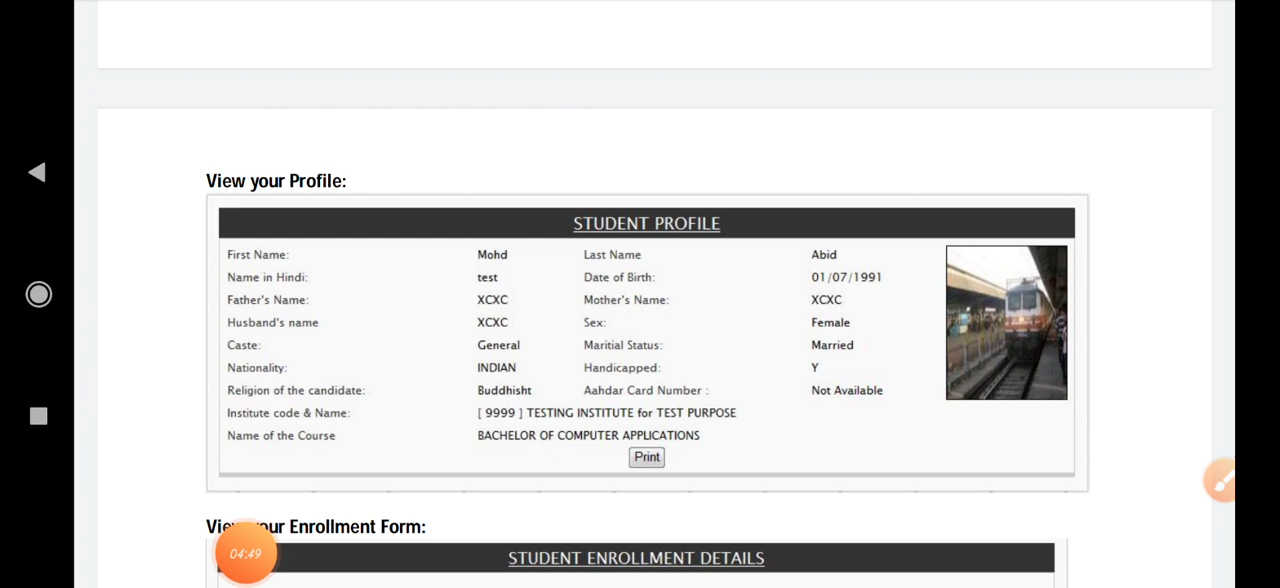 View your Profile:
STUDENT PROFILE
First Name: Mohd Last Name Abid
Name in Hindi: test Date of Birth: 01/07/1991
Father's Name: XCXC Mother's Name: XCXC
Husband's name XCXC Sex: Female
Caste: General Maritial Status: Married
Nationality: INDIAN Handicapped: Y
Religion of the candidate: Buddhisht Aahdar Card Number : Not Available
Institute code & Name: [ 9999 ] TESTING INSTITUTE for TEST PURPOSE
Name of the Course BACHELOR OF COMPUTER APPLICATIONS
Print
View your Enrollment Form:
04:49
STUDENT ENROLLMENT DETAILS